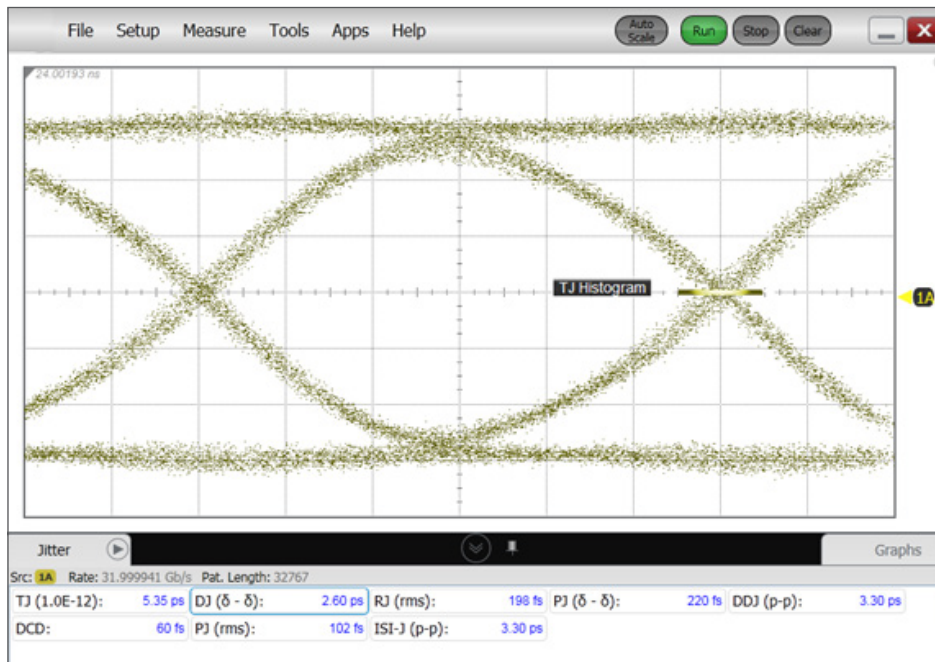 File Setup Measure Tools Apps Help Auto Scale Run Stop Clear
24.00193 ns
TJ Histogram
1A
Jitter Graphs
Src: 1A Rate: 31.999941 Gb/s Pat. Length: 32767
TJ (1.0E-12): 5.35 ps DJ (δ - δ): 2.60 ps RJ (rms): 198 fs PJ (δ - δ): 220 fs DDJ (p-p): 3.30 ps
DCD: 60 fs PJ (rms): 102 fs ISI-J (p-p): 3.30 ps